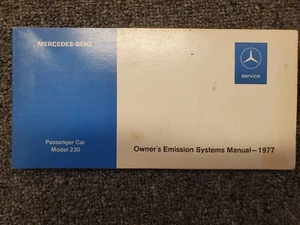 MERCEDES-BENZ
service
Passenger Car
Model 230
Owner's Emission Systems Manual—1977